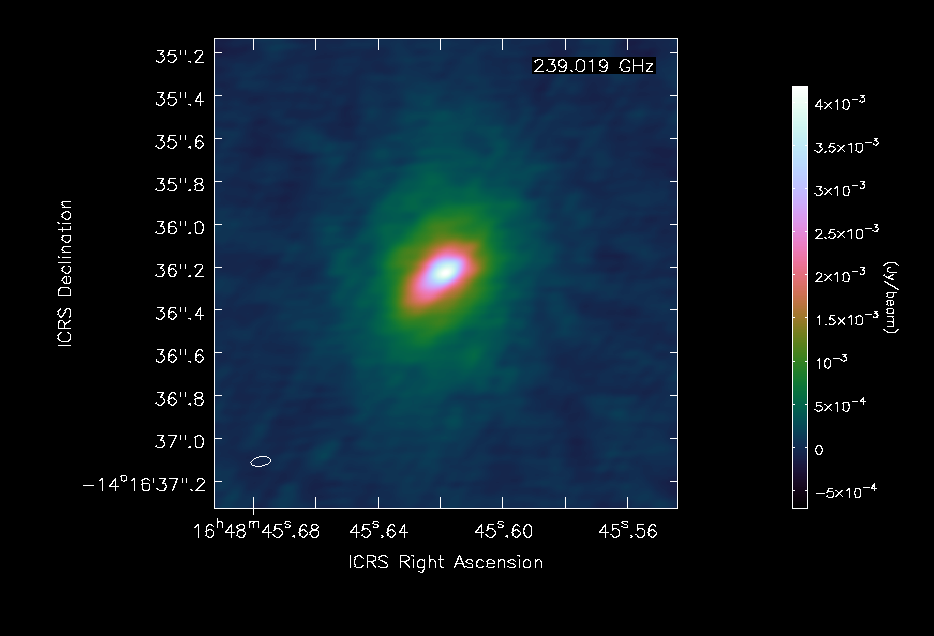 239.019 GHz
35".2
35".4
35".6
35".8
36".0
36".2
36".4
36".6
36".8
37".0
−14°16'37".2
ICRS Declination
16ʰ48ᵐ45ˢ.68
45ˢ.64
45ˢ.60
45ˢ.56
ICRS Right Ascension
4×10⁻³
3.5×10⁻³
3×10⁻³
2.5×10⁻³
2×10⁻³
1.5×10⁻³
10⁻³
5×10⁻⁴
0
−5×10⁻⁴
(Jy/beam)